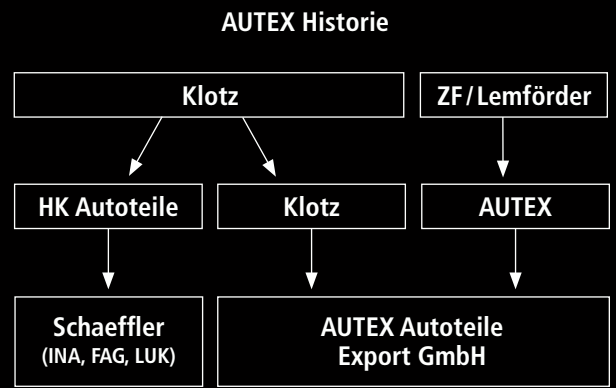 AUTEX Historie
Klotz
ZF/Lemförder
HK Autoteile
Klotz
AUTEX
Schaeffler
(INA, FAG, LUK)
AUTEX Autoteile
Export GmbH